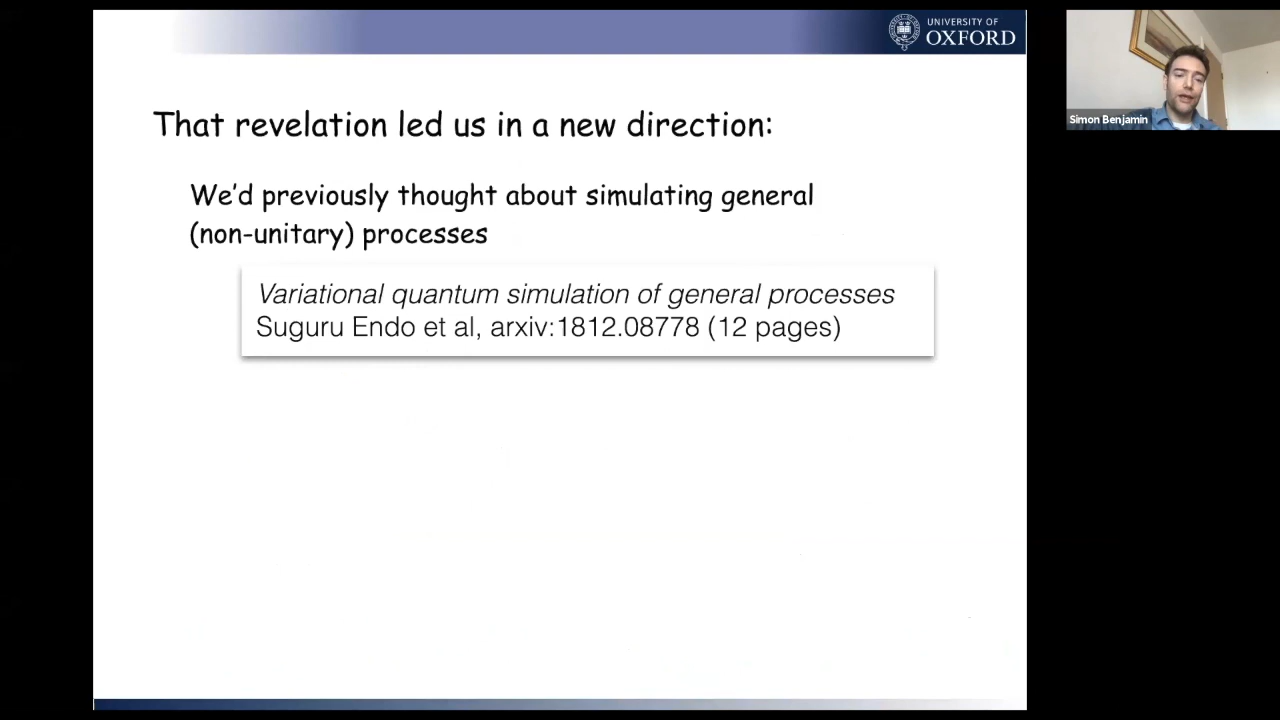 UNIVERSITY OF
OXFORD
Simon Benjamin
That revelation led us in a new direction:
We'd previously thought about simulating general
(non-unitary) processes
Variational quantum simulation of general processes
Suguru Endo et al, arxiv:1812.08778 (12 pages)